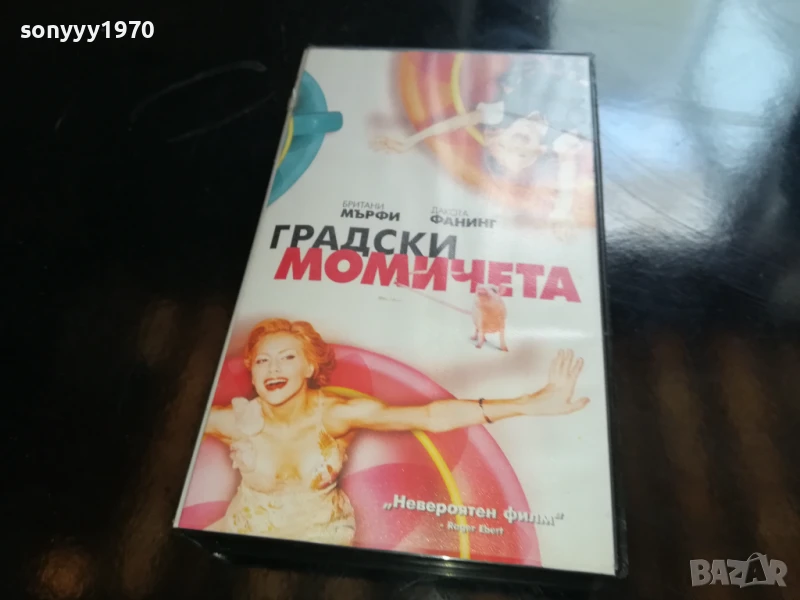 sonyyy1970
БРИТАНИ ДАКОТА
МЪРФИ ФАНИНГ
ГРАДСКИ
МОМИЧЕТА
„Невероятен филм“
- Roger Ebert
BAZAR